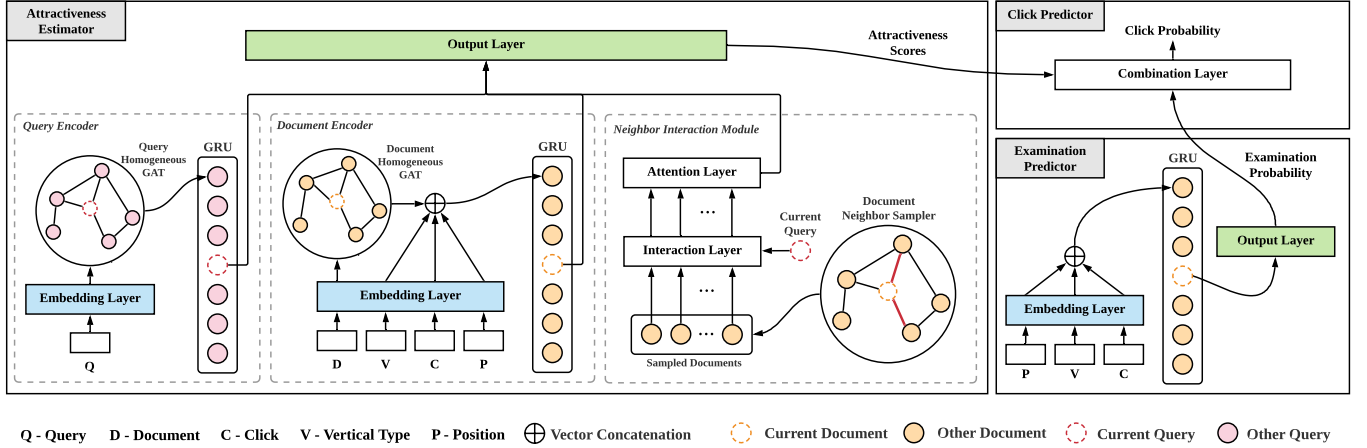 Attractiveness
Estimator
Output Layer
Attractiveness
Scores
Query Encoder
Query
Homogeneous
GAT
GRU
Embedding Layer
Q
Document Encoder
Document
Homogeneous
GAT
GRU
Embedding Layer
D V C P
Neighbor Interaction Module
Attention Layer
...
Interaction Layer
...
...
Sampled Documents
Current
Query
Document
Neighbor Sampler
Click Predictor
Click Probability
Combination Layer
Examination
Predictor
GRU
Examination
Probability
Output Layer
Embedding Layer
P V C
Q - Query D - Document C - Click V - Vertical Type P - Position Vector Concatenation Current Document Other Document Current Query Other Query